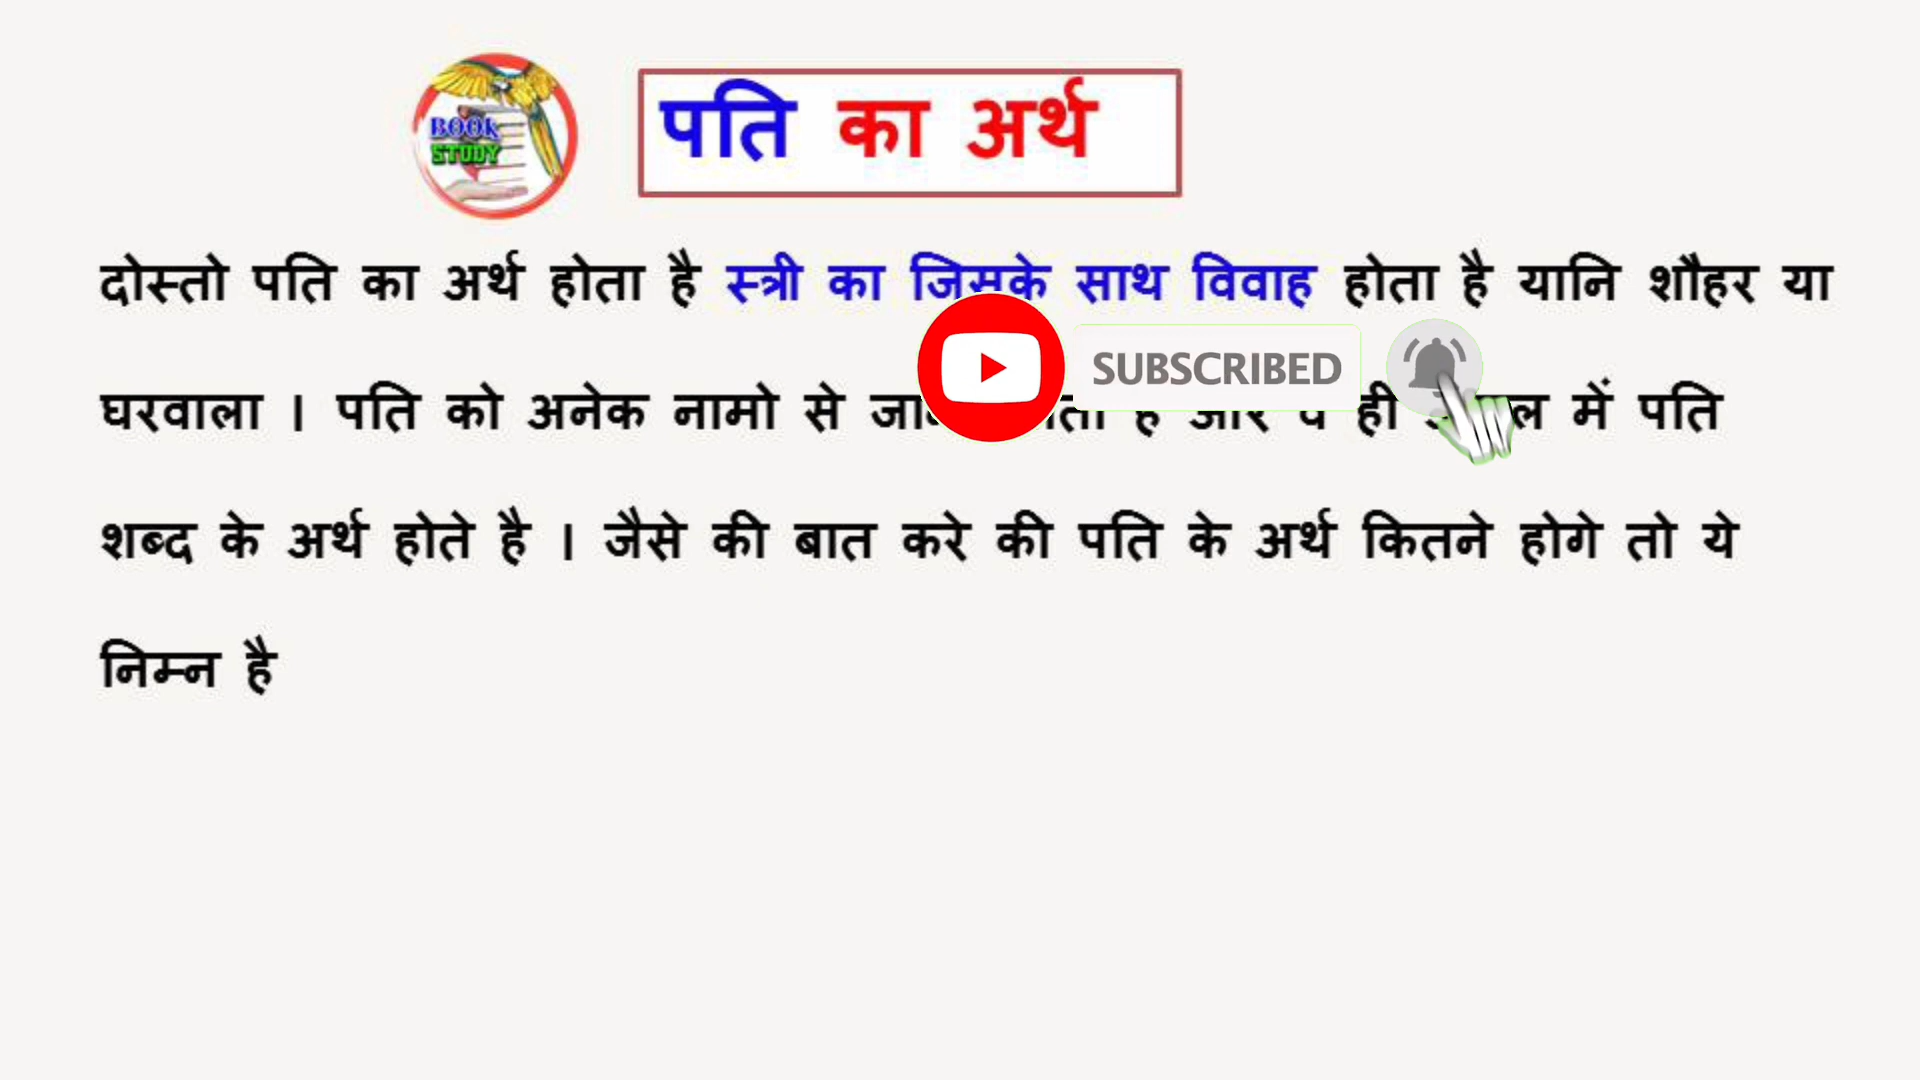 BOOK
STUDY
पति का अर्थ
दोस्तो पति का अर्थ होता है स्त्री का जिसके साथ विवाह होता है यानि शौहर या
SUBSCRIBED
घरवाला । पति को अनेक नामो से है और वे ही में पति
शब्द के अर्थ होते है । जैसे की बात करे की पति के अर्थ कितने होगे तो ये
निम्न है